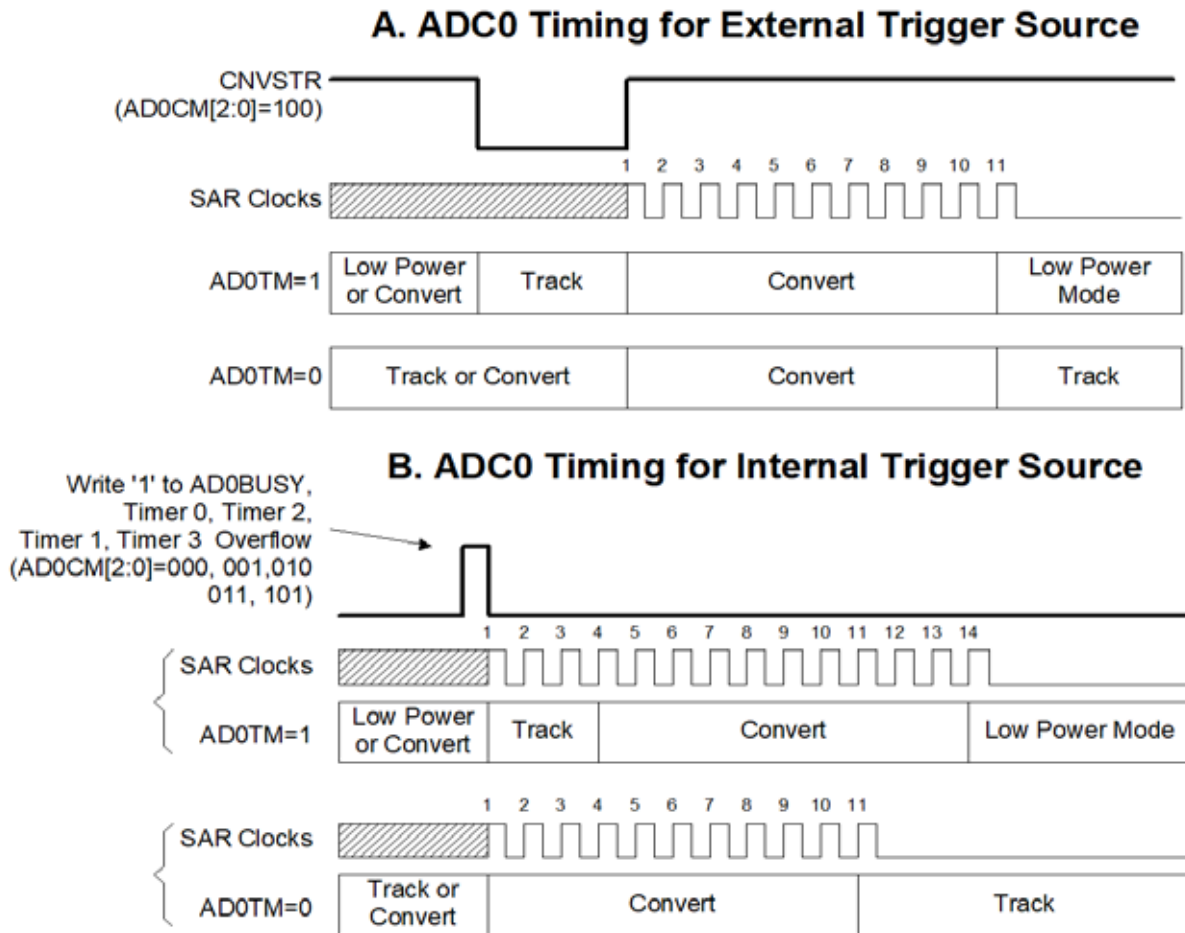 A. ADC0 Timing for External Trigger Source
CNVSTR
(AD0CM[2:0]=100)
1 2 3 4 5 6 7 8 9 10 11
SAR Clocks
AD0TM=1
Low Power
or Convert
Track
Convert
Low Power
Mode
AD0TM=0
Track or Convert
Convert
Track
B. ADC0 Timing for Internal Trigger Source
Write '1' to AD0BUSY,
Timer 0, Timer 2,
Timer 1, Timer 3 Overflow
(AD0CM[2:0]=000, 001,010
011, 101)
1 2 3 4 5 6 7 8 9 10 11 12 13 14
SAR Clocks
AD0TM=1
Low Power
or Convert
Track
Convert
Low Power Mode
1 2 3 4 5 6 7 8 9 10 11
SAR Clocks
AD0TM=0
Track or
Convert
Convert
Track